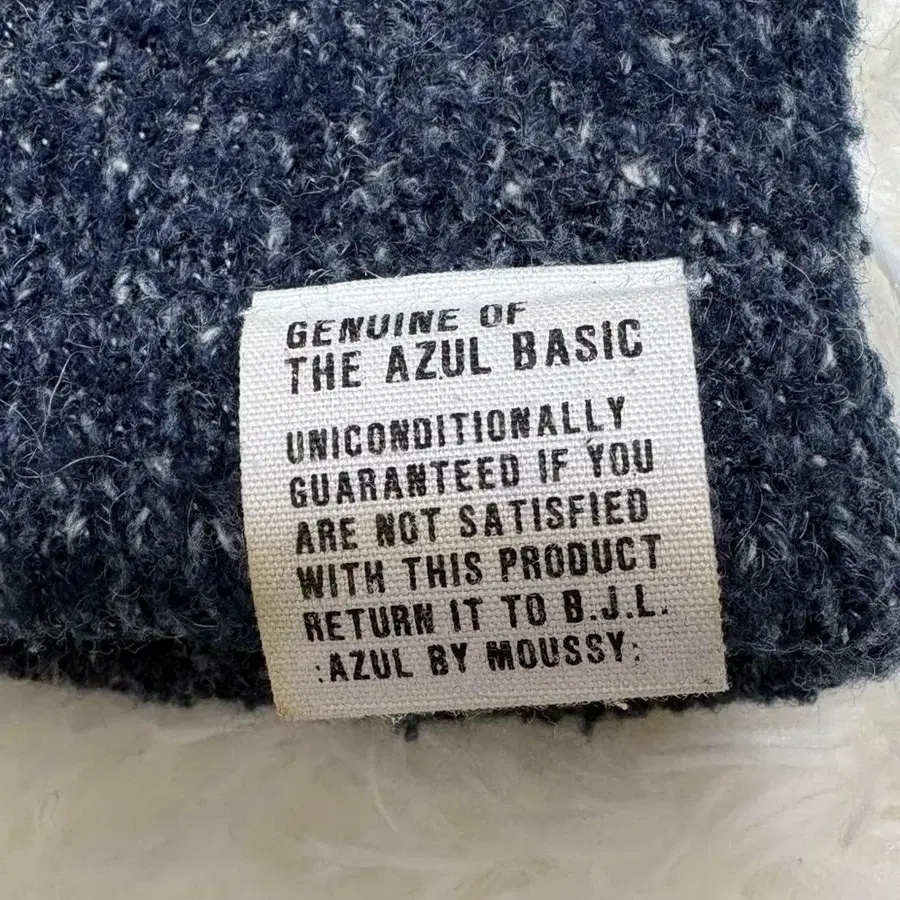 GENUINE OF
THE AZUL BASIC
UNICONDITIONALLY
GUARANTEED IF YOU
ARE NOT SATISFIED
WITH THIS PRODUCT
RETURN IT TO B.J.L.
:AZUL BY MOUSSY: